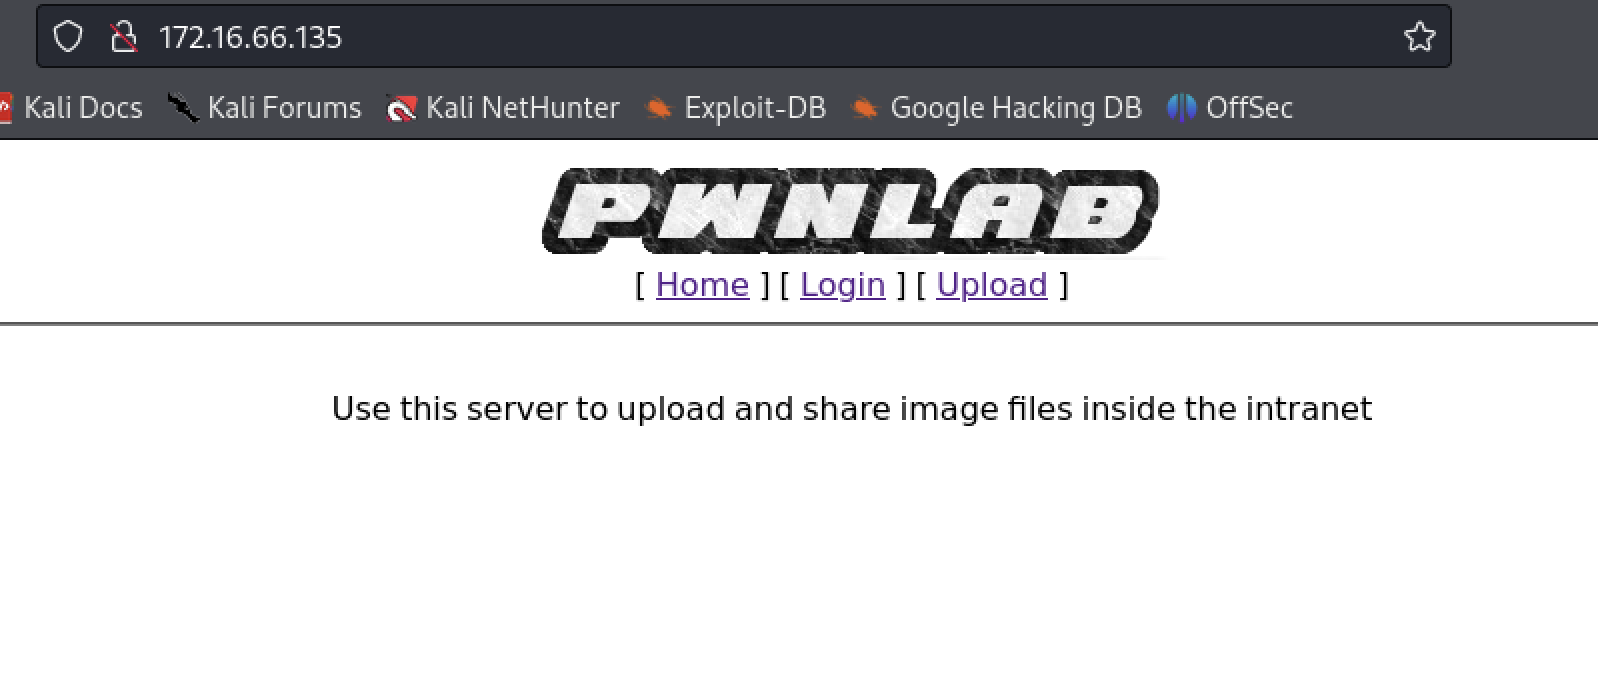 172.16.66.135
Kali Docs Kali Forums Kali NetHunter Exploit-DB Google Hacking DB OffSec
PWNLAB
[ Home ] [ Login ] [ Upload ]
Use this server to upload and share image files inside the intranet